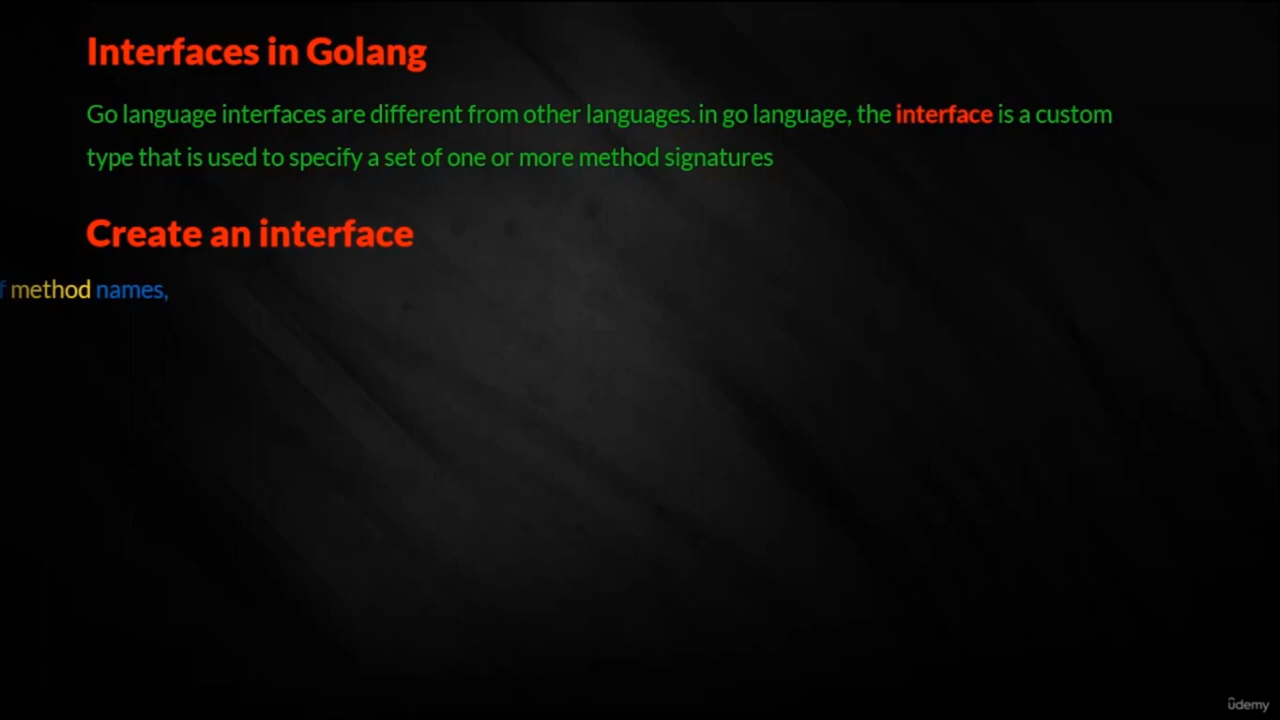 Interfaces in Golang
Go language interfaces are different from other languages. in go language, the interface is a custom
type that is used to specify a set of one or more method signatures
Create an interface
method names,
ûdemy